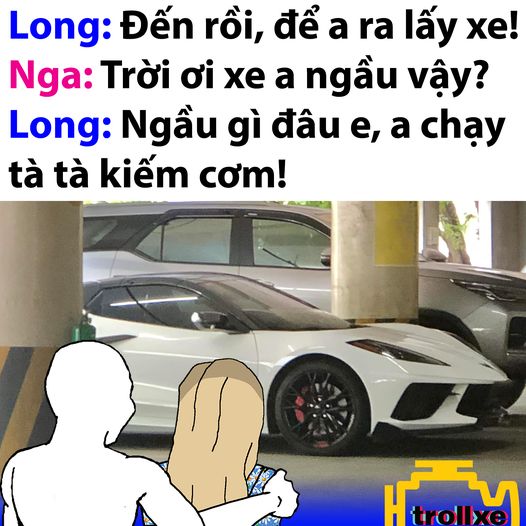 Long: Đến rồi, để a ra lấy xe!
Nga: Trời ơi xe a ngầu vậy?
Long: Ngầu gì đâu e, a chạy
tà tà kiếm cơm!
trollxe